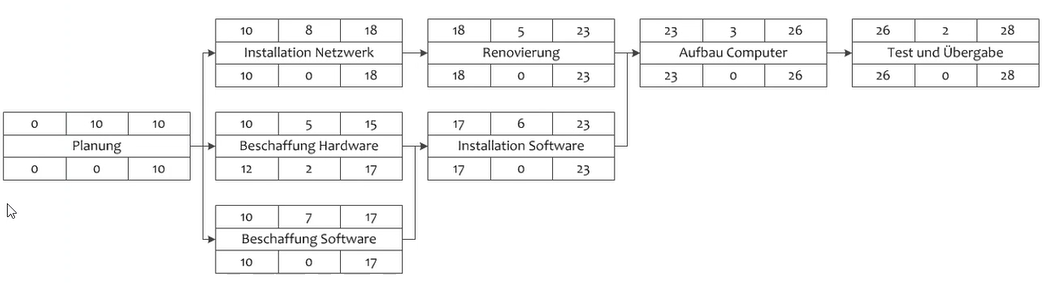 10 8 18
Installation Netzwerk
10 0 18
18 5 23
Renovierung
18 0 23
23 3 26
Aufbau Computer
23 0 26
26 2 28
Test und Übergabe
26 0 28
0 10 10
Planung
0 0 10
10 5 15
Beschaffung Hardware
12 2 17
17 6 23
Installation Software
17 0 23
10 7 17
Beschaffung Software
10 0 17